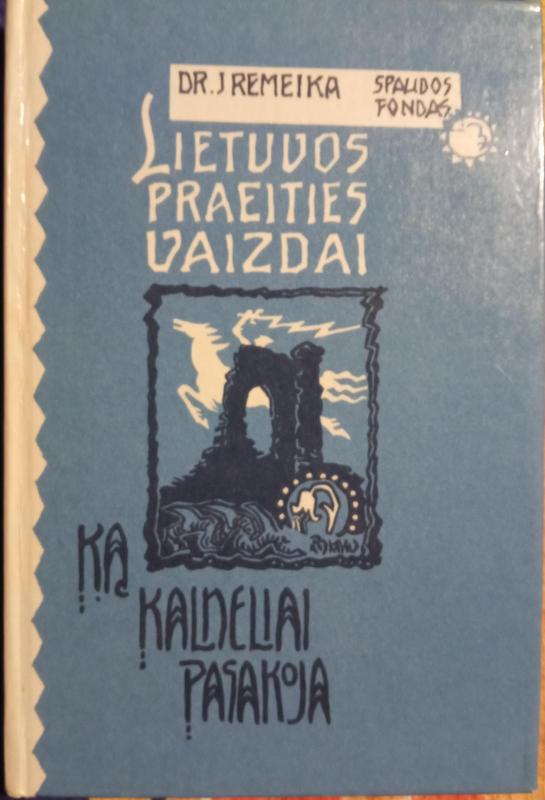 DR. J REMEIKA
SPAUDOS
FONDAS.
LIETUVOS
PRAEITIES
VAIZDAI
KĄ
KALNELIAI
PASAKOJA